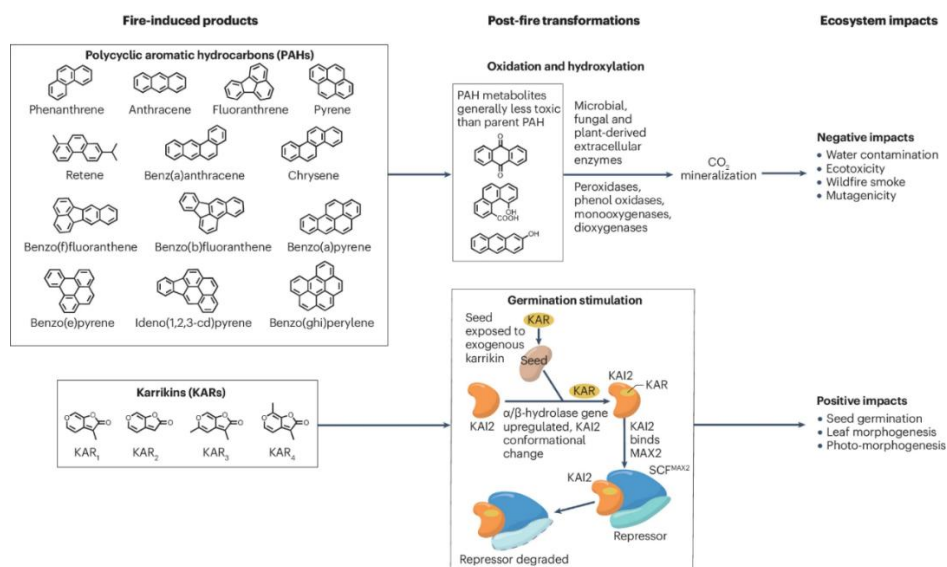 Fire-induced products
Post-fire transformations
Ecosystem impacts
Polycyclic aromatic hydrocarbons (PAHs)
Phenanthrene
Anthracene
Fluoranthrene
Pyrene
Retene
Benz(a)anthracene
Chrysene
Benzo(f)fluoranthene
Benzo(b)fluoranthene
Benzo(a)pyrene
Benzo(e)pyrene
Ideno(1,2,3-cd)pyrene
Benzo(ghi)perylene
Oxidation and hydroxylation
PAH metabolites
generally less toxic
than parent PAH
O
O
OH
COOH
OH
Microbial,
fungal and
plant-derived
extracellular
enzymes
Peroxidases,
phenol oxidases,
monooxygenases,
dioxygenases
CO₂
mineralization
Negative impacts
• Water contamination
• Ecotoxicity
• Wildfire smoke
• Mutagenicity
Karrikins (KARs)
O O O
O O O
O O O
O O O
KAR₁
KAR₂
KAR₃
KAR₄
Germination stimulation
Seed
exposed to
exogenous
karrikin
KAR
Seed
KAR
KAI2
KAR
KAI2
α/β-hydrolase gene
upregulated, KAI2
conformational
change
KAI2
binds
MAX2
KAI2
SCFᴹᴬˣ²
Repressor
Repressor degraded
Positive impacts
• Seed germination
• Leaf morphogenesis
• Photo-morphogenesis